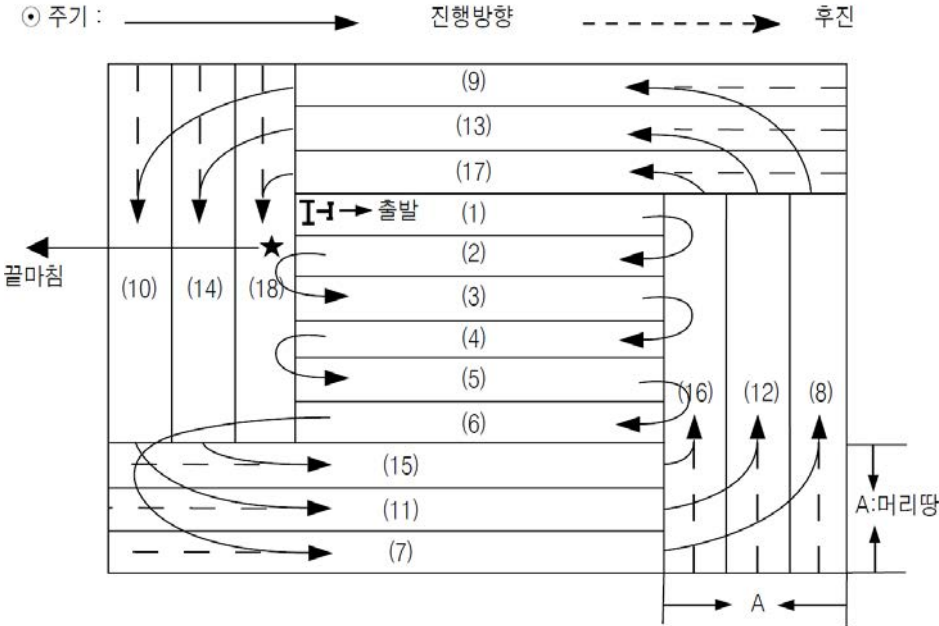 ⊙ 주기 : 진행방향 후진
(9)
(13)
(17)
출발 (1)
(2)
끝마침
(10) (14) (18) (3)
(4)
(5)
(16) (12) (8)
(6)
(15)
(11) A:머리땅
(7)
A